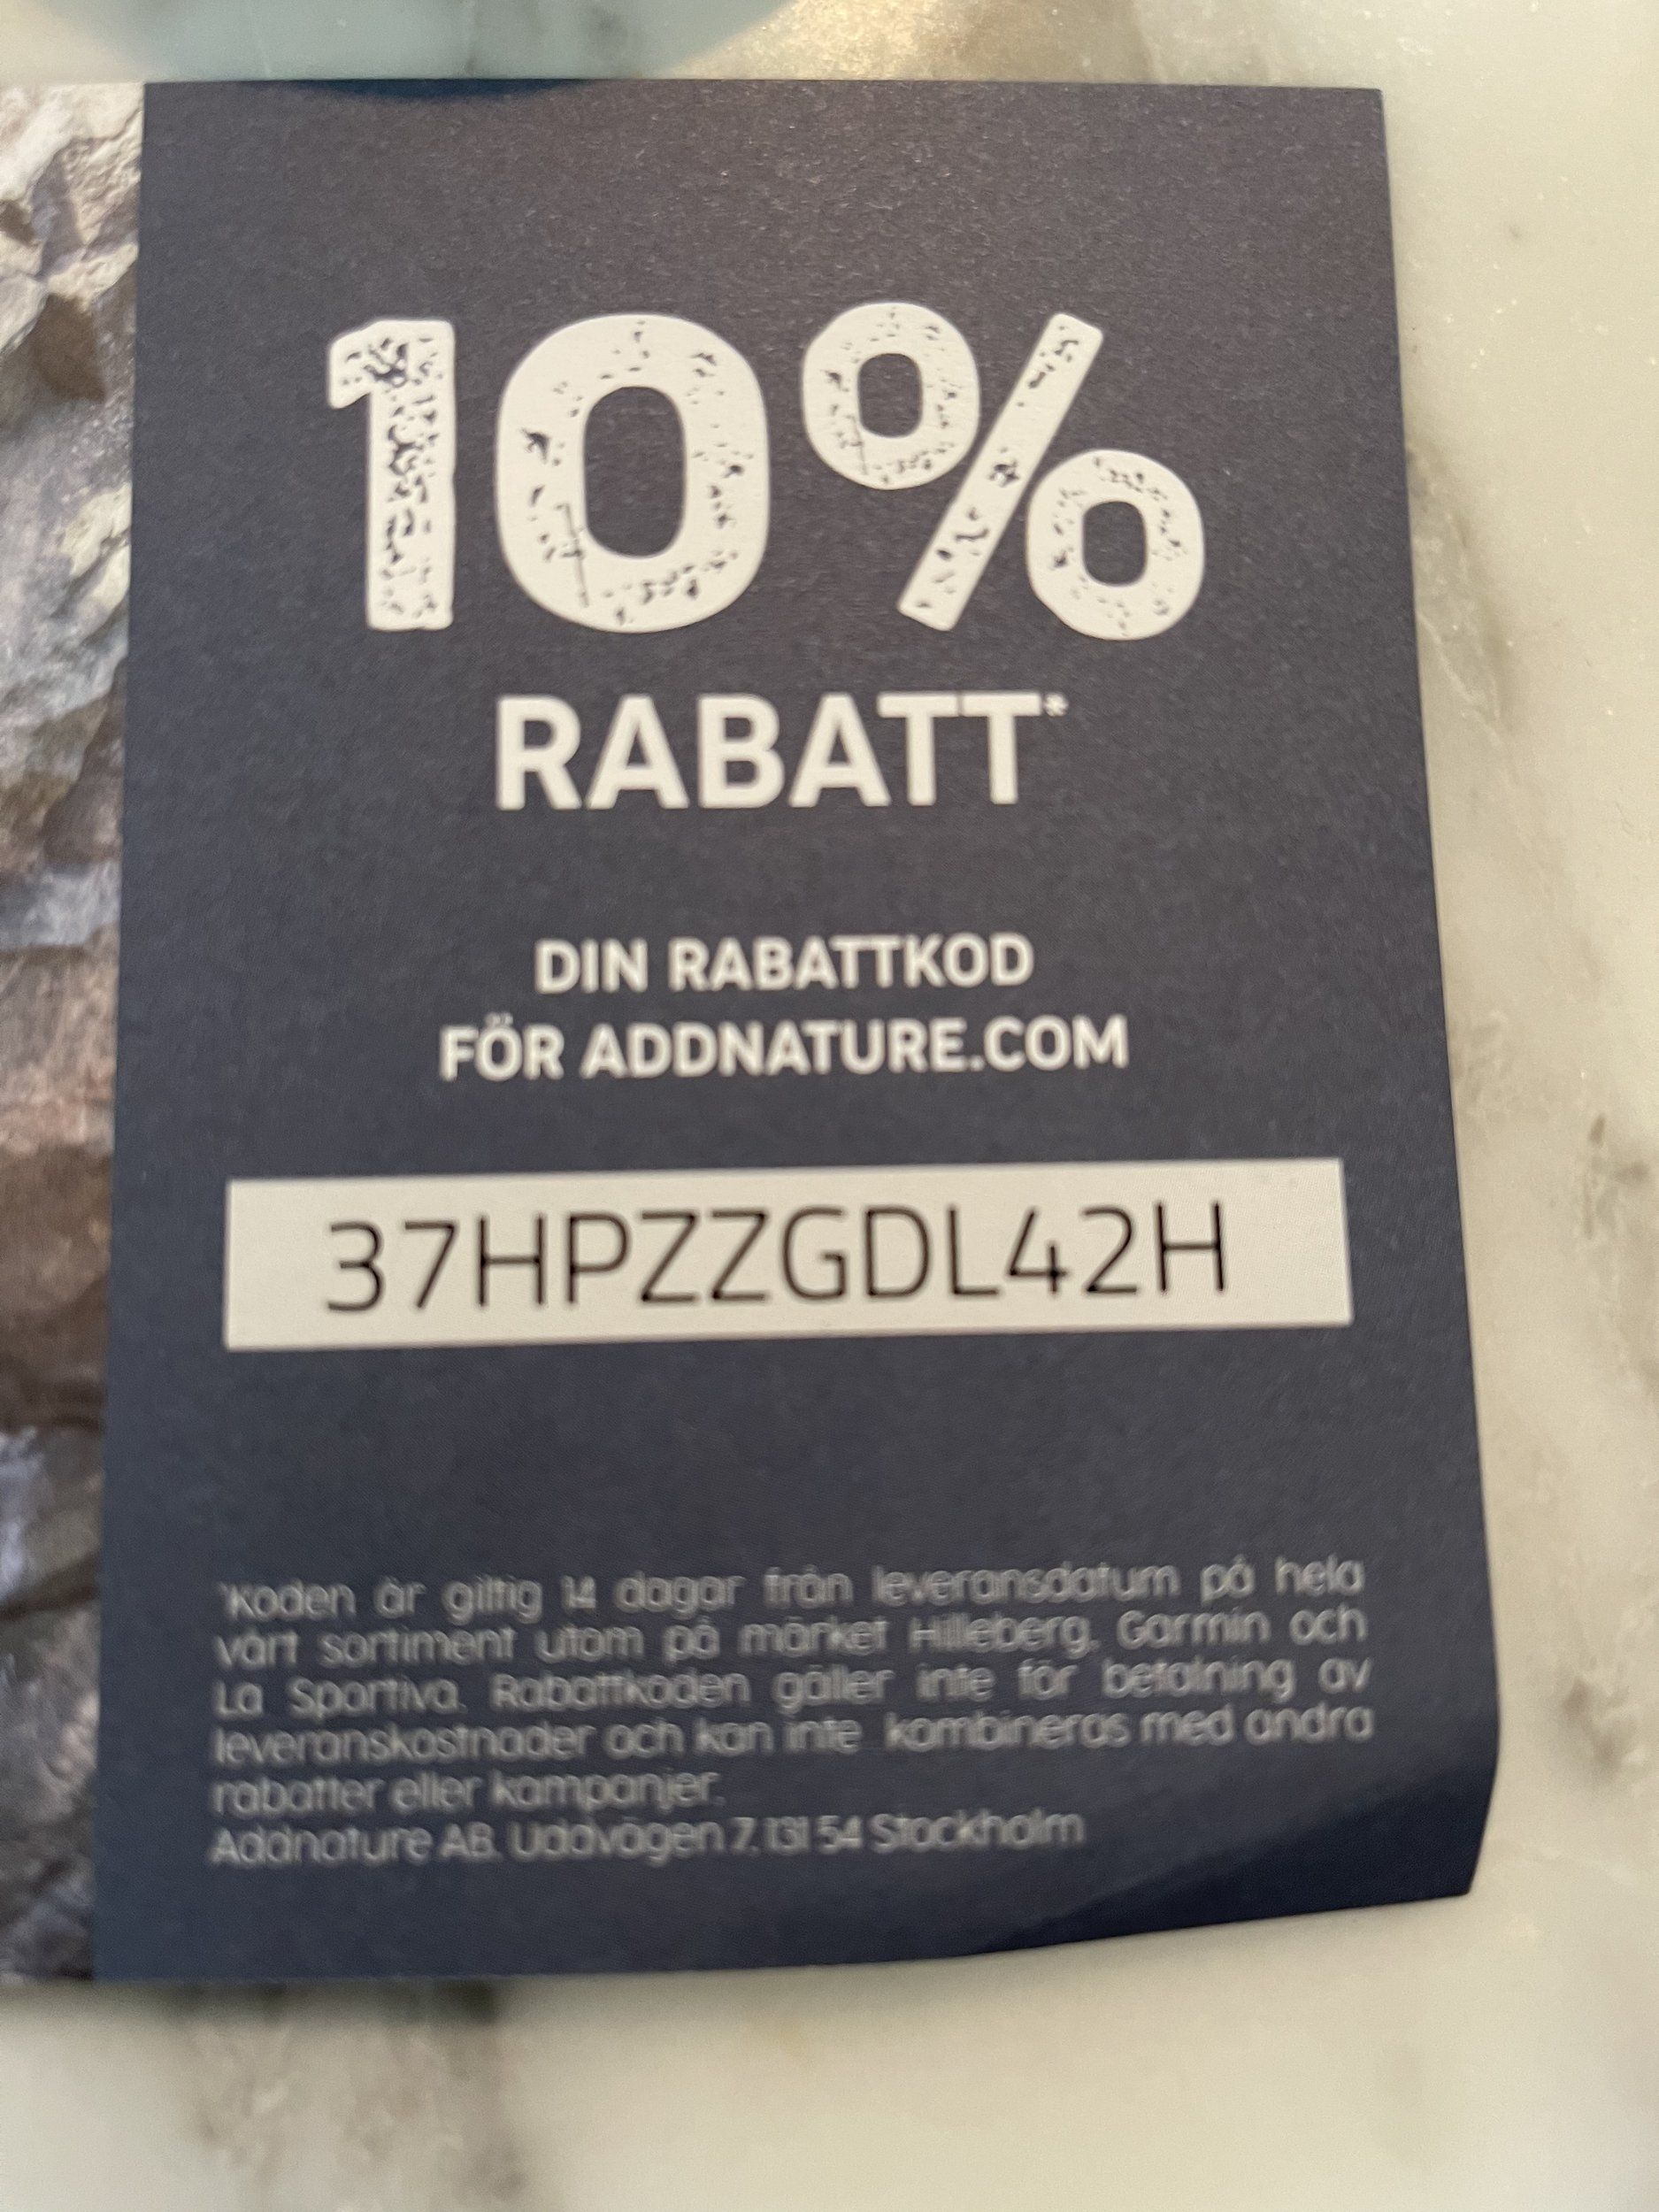 10%
RABATT*
DIN RABATTKOD
FÖR ADDNATURE.COM
37HPZZGDL42H
*Koden är giltig 14 dagar från leveransdatum på hela
vårt sortiment utom på märket Hilleberg, Garmin och
La Sportiva. Rabattkoden gäller inte för betalning av
leveranskostnader och kan inte kombineras med andra
rabatter eller kampanjer.
Addnature AB, Uddvägen 7, 131 54 Stockholm